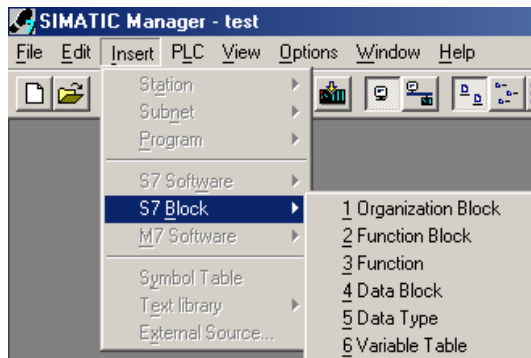 SIMATIC Manager - test
File Edit Insert PLC View Options Window Help
Station
Subnet
Program
S7 Software
S7 Block
M7 Software
Symbol Table
Text library
External Source...
1 Organization Block
2 Function Block
3 Function
4 Data Block
5 Data Type
6 Variable Table